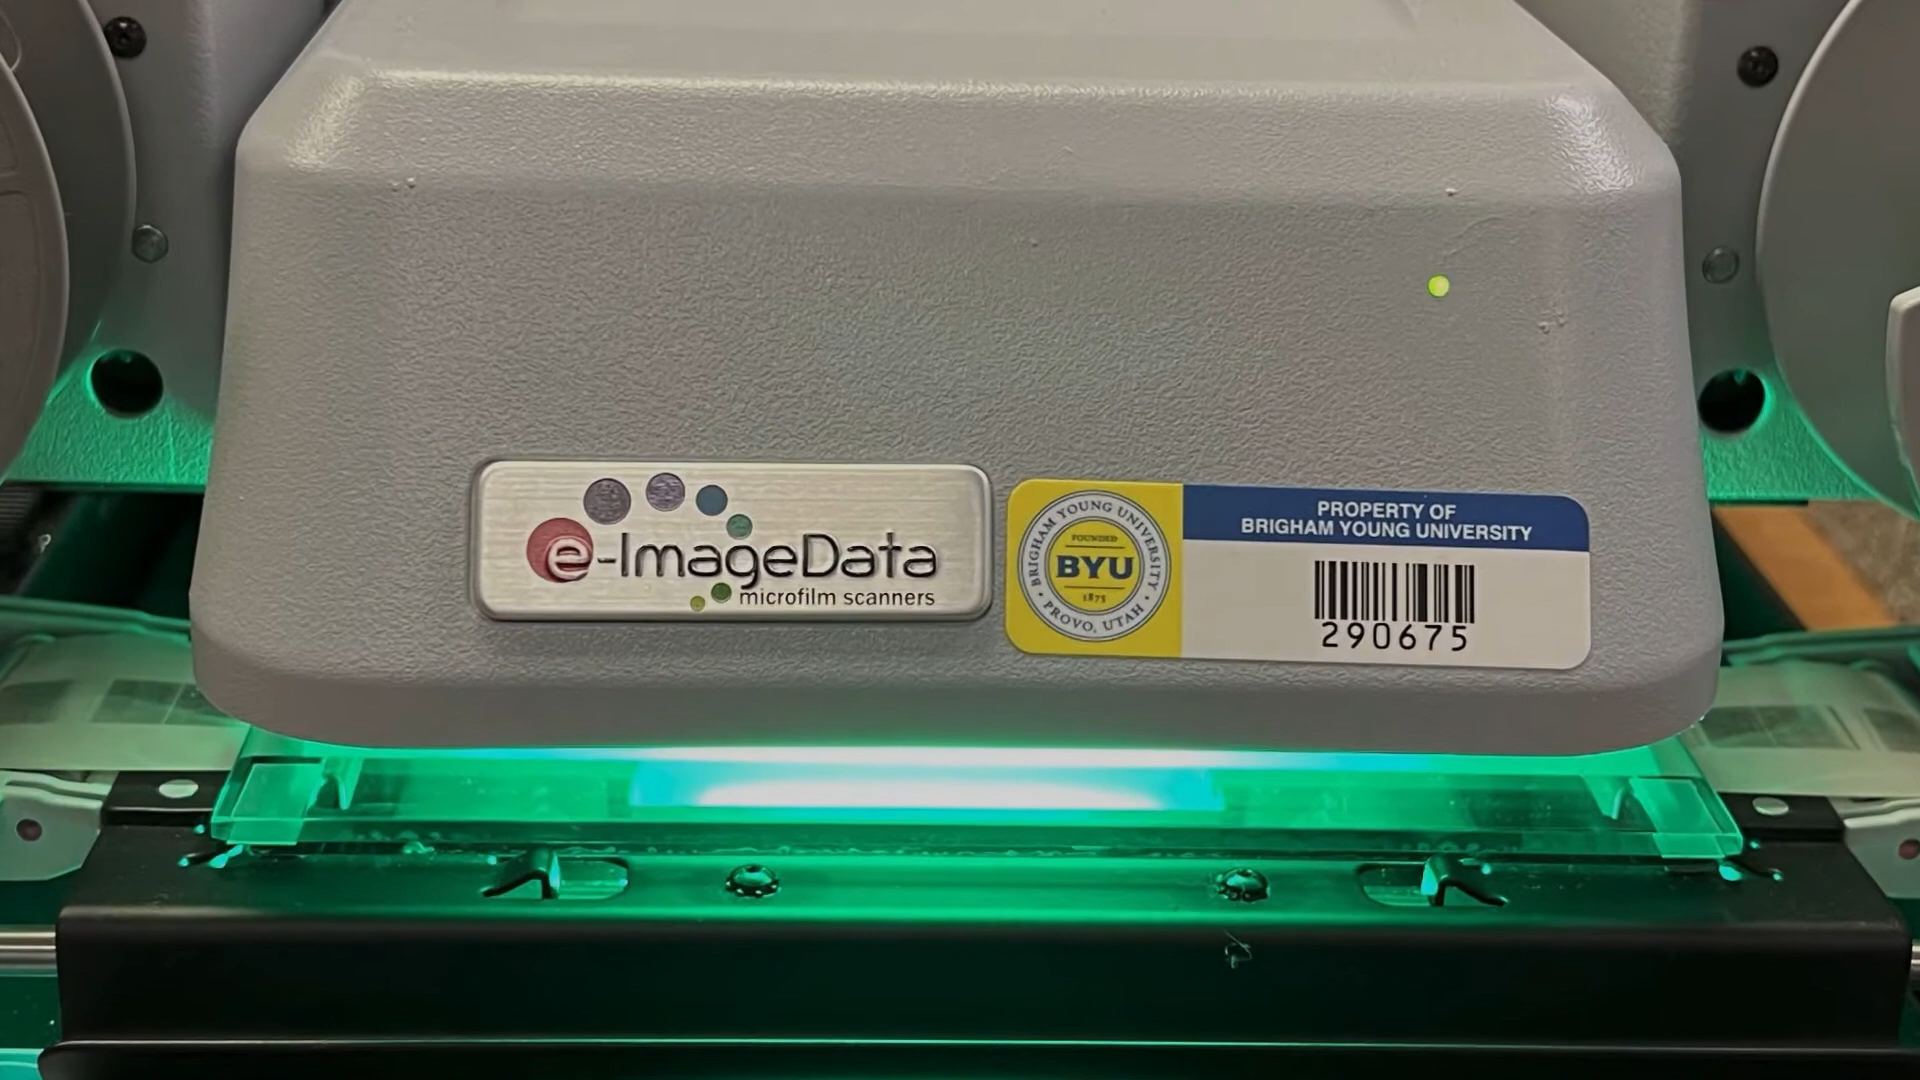 e-ImageData
microfilm scanners
BRIGHAM YOUNG UNIVERSITY
FOUNDED
BYU
1875
• PROVO, UTAH •
PROPERTY OF
BRIGHAM YOUNG UNIVERSITY
290675